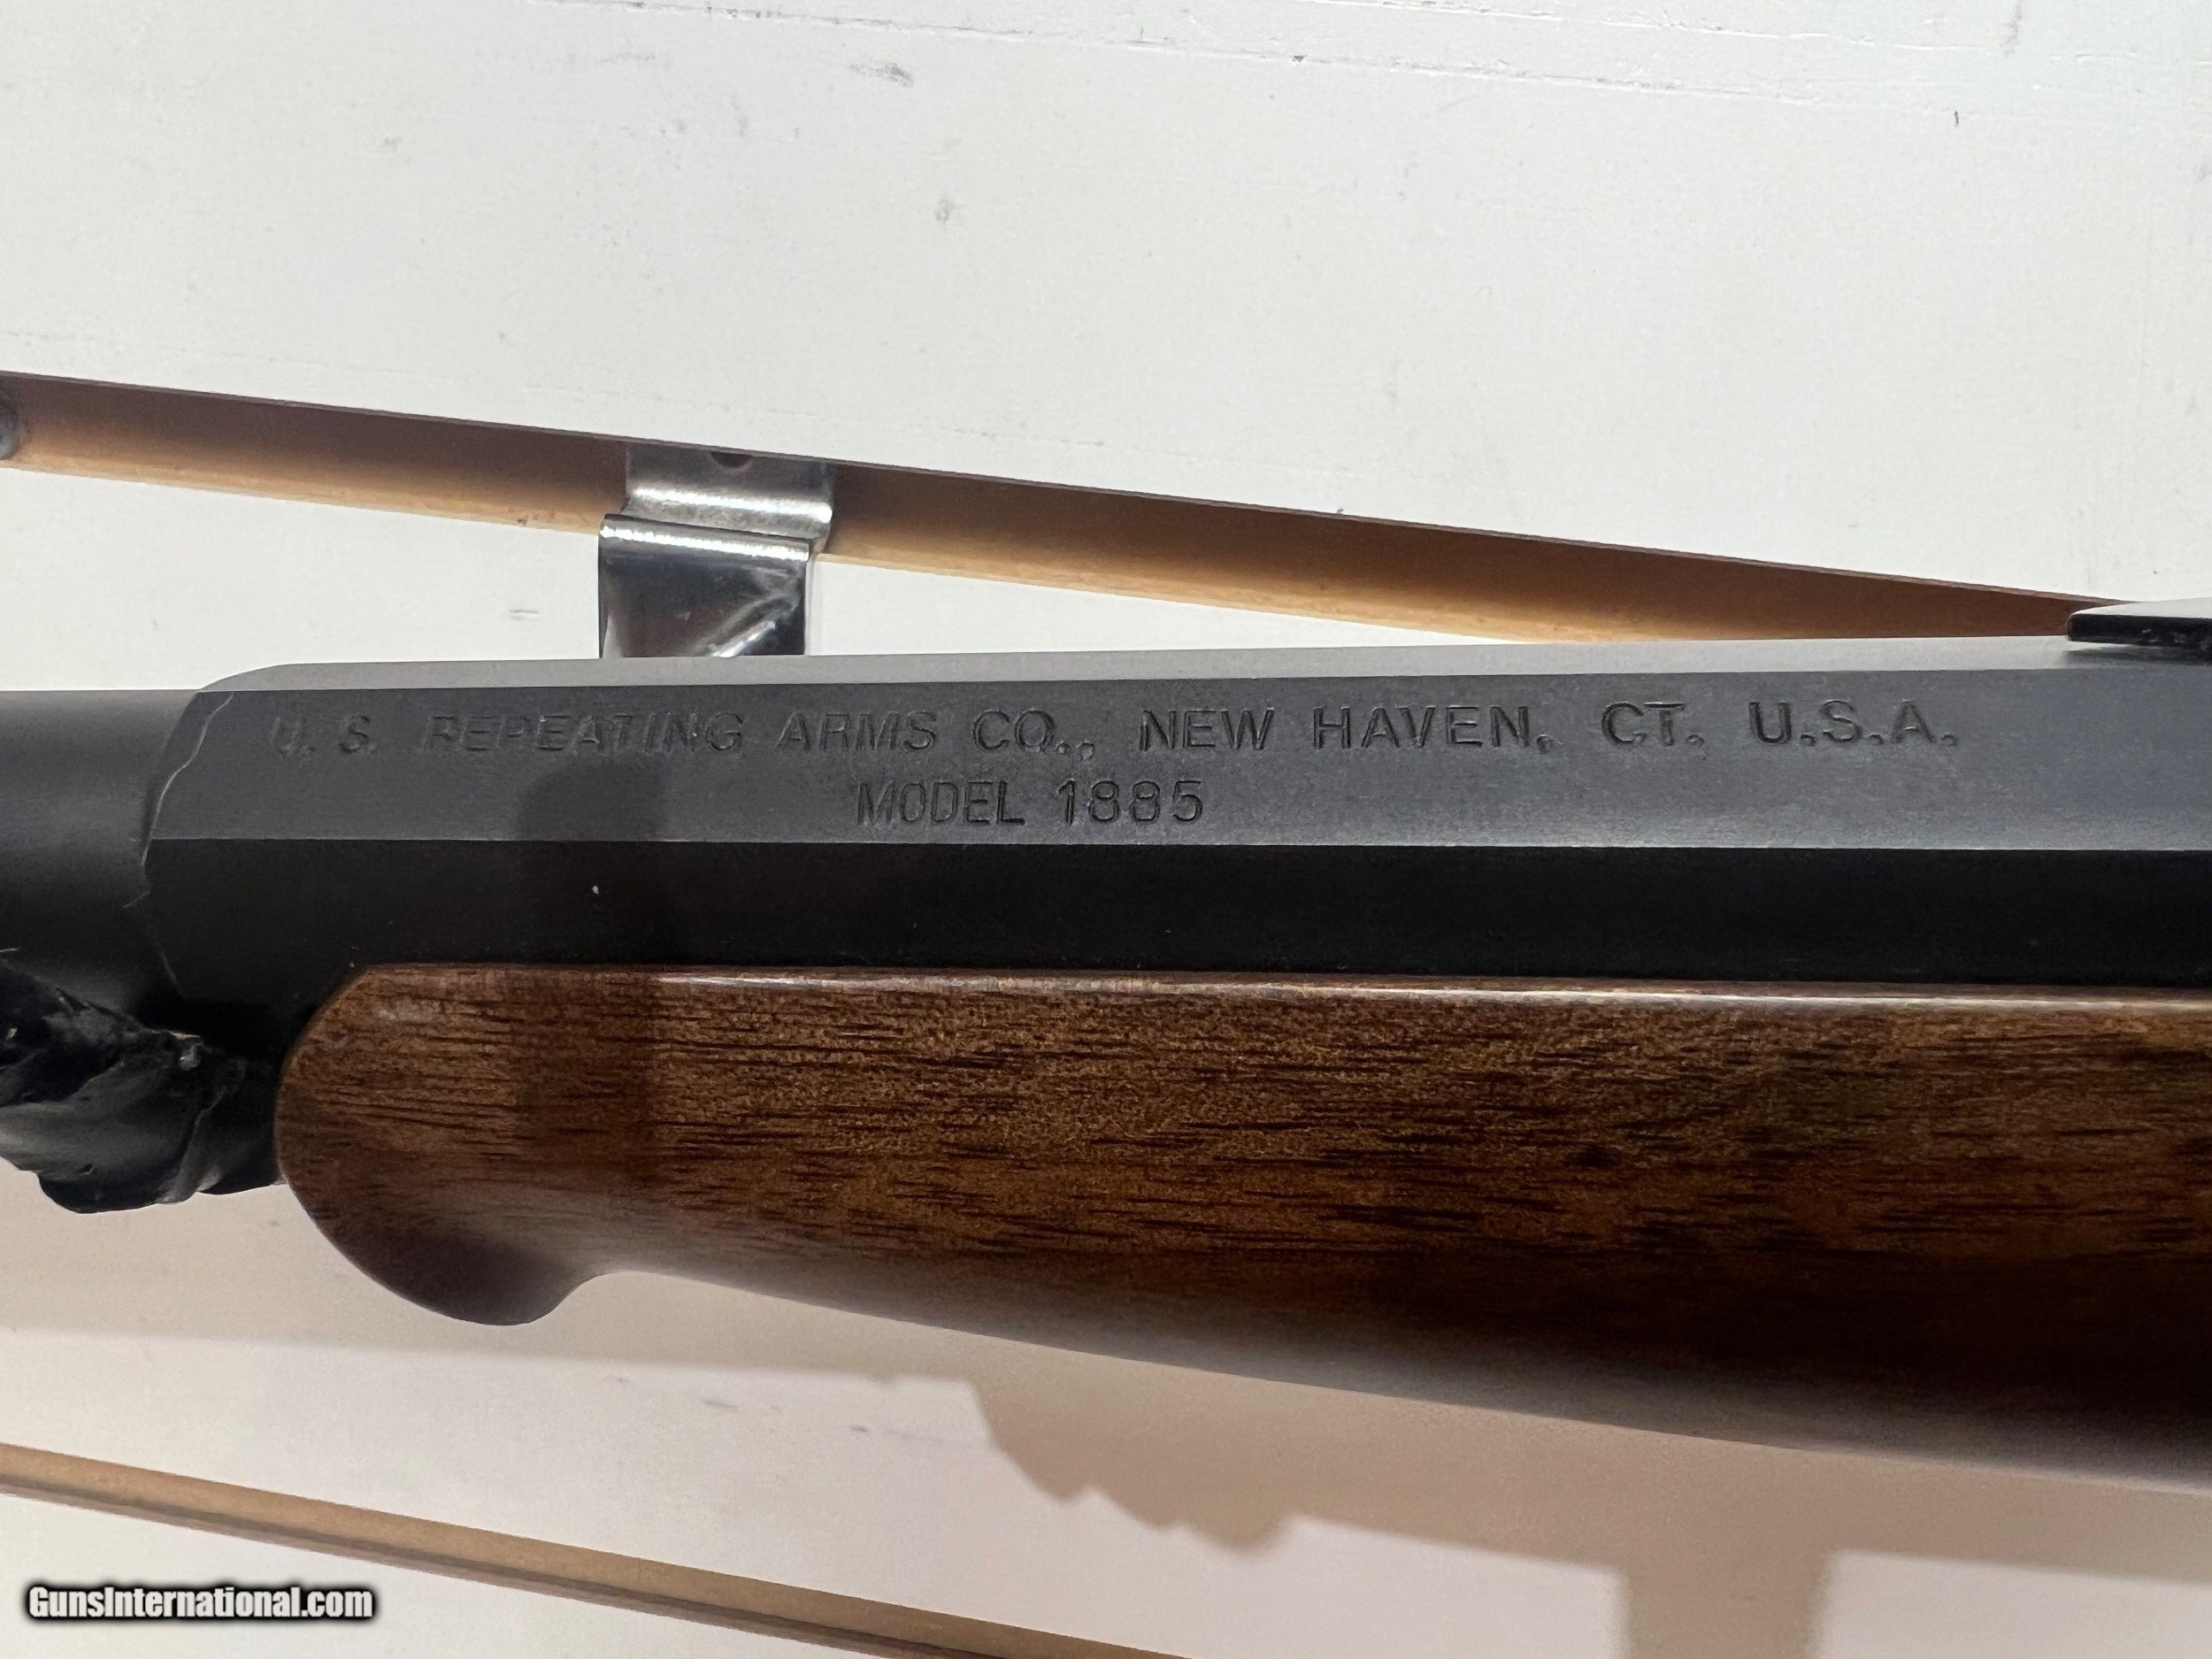 U. S. REPEATING ARMS CO., NEW HAVEN, CT. U.S.A.
MODEL 1885
GunsInternational.com